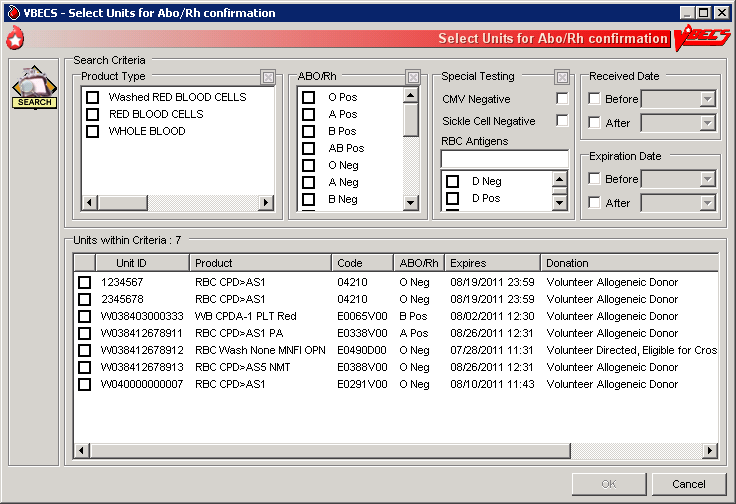 VBECS - Select Units for Abo/Rh confirmation
Select Units for Abo/Rh confirmation VBECS
SEARCH
Search Criteria
Product Type
Washed RED BLOOD CELLS
RED BLOOD CELLS
WHOLE BLOOD
ABO/Rh
O Pos
A Pos
B Pos
AB Pos
O Neg
A Neg
B Neg
Special Testing
CMV Negative
Sickle Cell Negative
RBC Antigens
D Neg
D Pos
Received Date
Before
After
Expiration Date
Before
After
Units within Criteria : 7
Unit ID Product Code ABO/Rh Expires Donation
1234567 RBC CPD>AS1 04210 O Neg 08/19/2011 23:59 Volunteer Allogeneic Donor
2345678 RBC CPD>AS1 04210 O Neg 08/19/2011 23:59 Volunteer Allogeneic Donor
W038403000333 WB CPDA-1 PLT Red E0065V00 B Pos 08/02/2011 12:30 Volunteer Allogeneic Donor
W038412678911 RBC CPD>AS1 PA E0338V00 A Pos 08/26/2011 12:31 Volunteer Allogeneic Donor
W038412678912 RBC Wash None MNFI OPN E0490D00 O Neg 07/28/2011 11:31 Volunteer Directed, Eligible for Cros
W038412678913 RBC CPD>AS5 NMT E0388V00 O Neg 08/26/2011 12:31 Volunteer Allogeneic Donor
W040000000007 RBC CPD>AS1 E0291V00 O Neg 08/10/2011 11:43 Volunteer Allogeneic Donor
OK Cancel